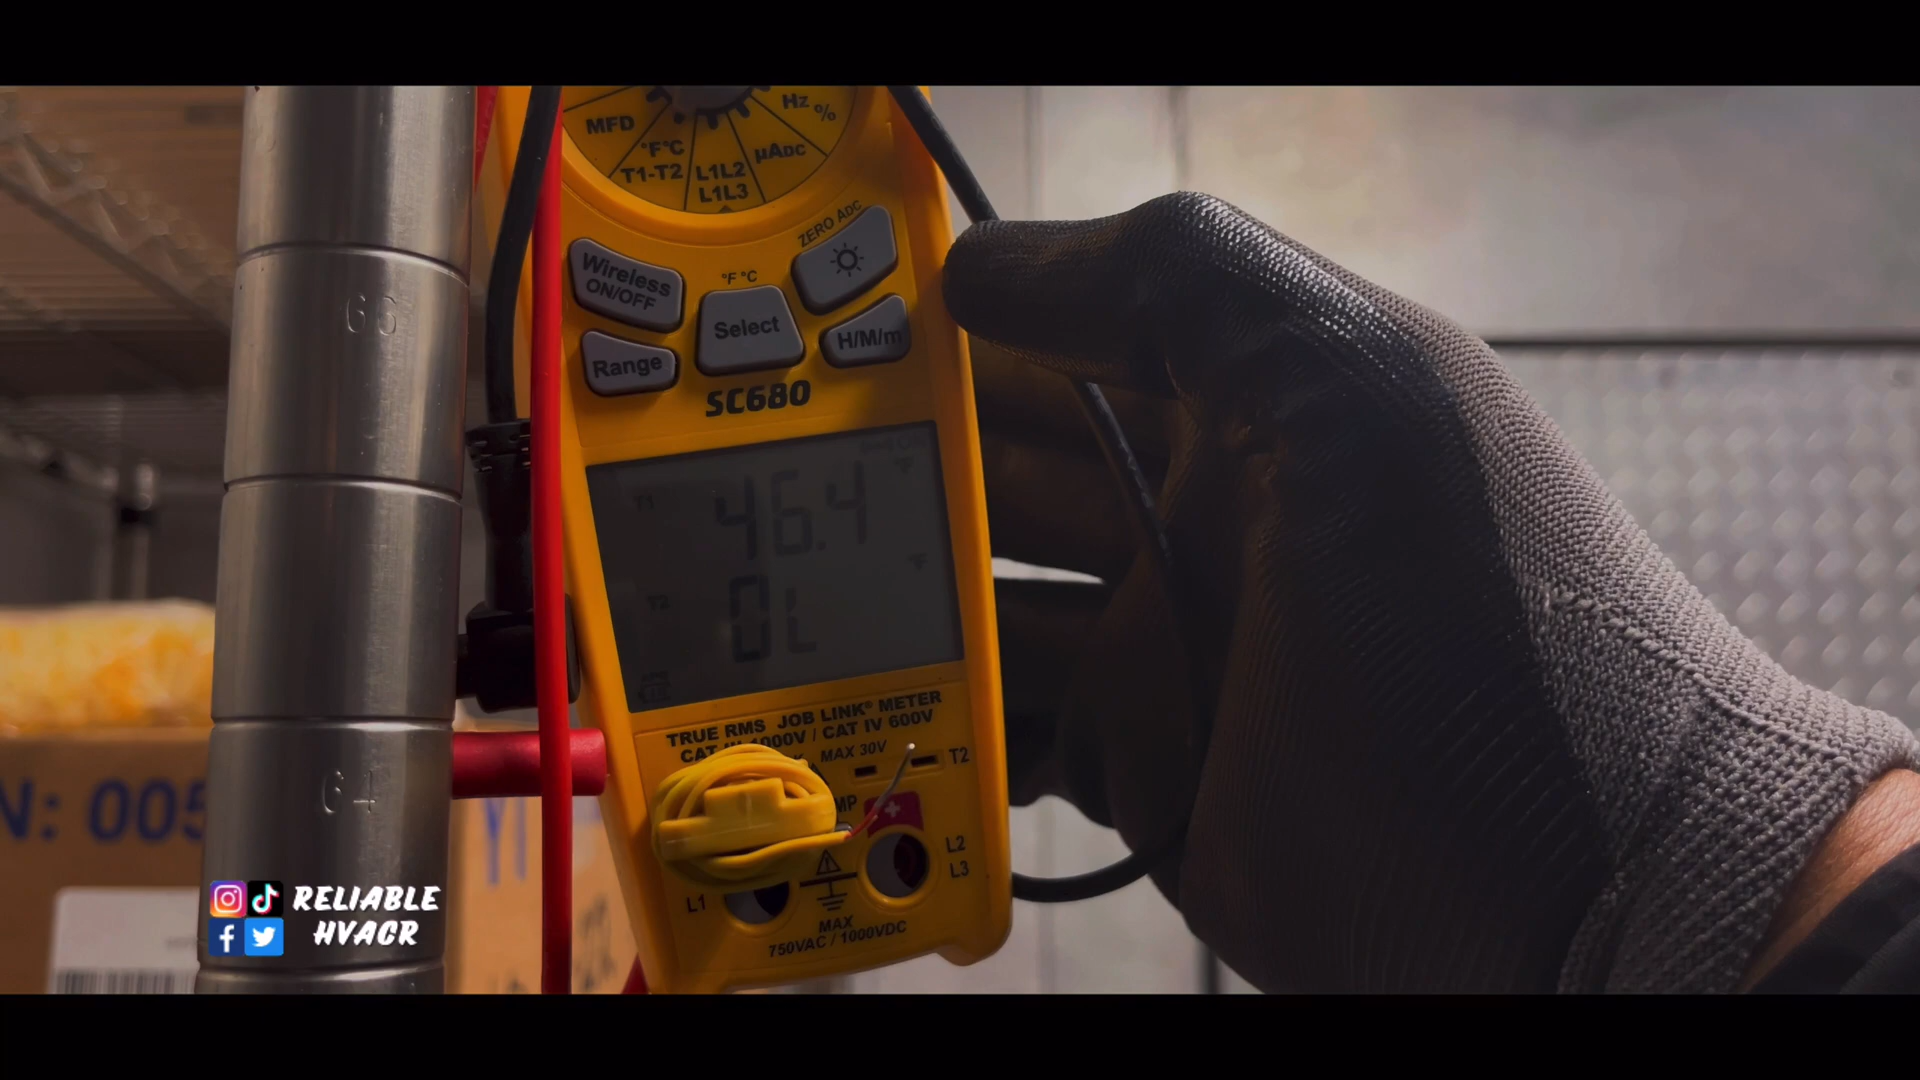 MFD
°F°C
T1-T2
L1L2
L1L3
µADC
Hz
%
ZERO ADC
Wireless
ON/OFF
°F °C
Select
Range
H/M/m
SC680
T1
46.4
°F
T2
OL
°F
TRUE RMS JOB LINK® METER
1000V / CAT IV 600V
MAX 30V
T2
L1
L2
L3
MAX
750VAC / 1000VDC
66
64
N: 005
RELIABLE
HVACR